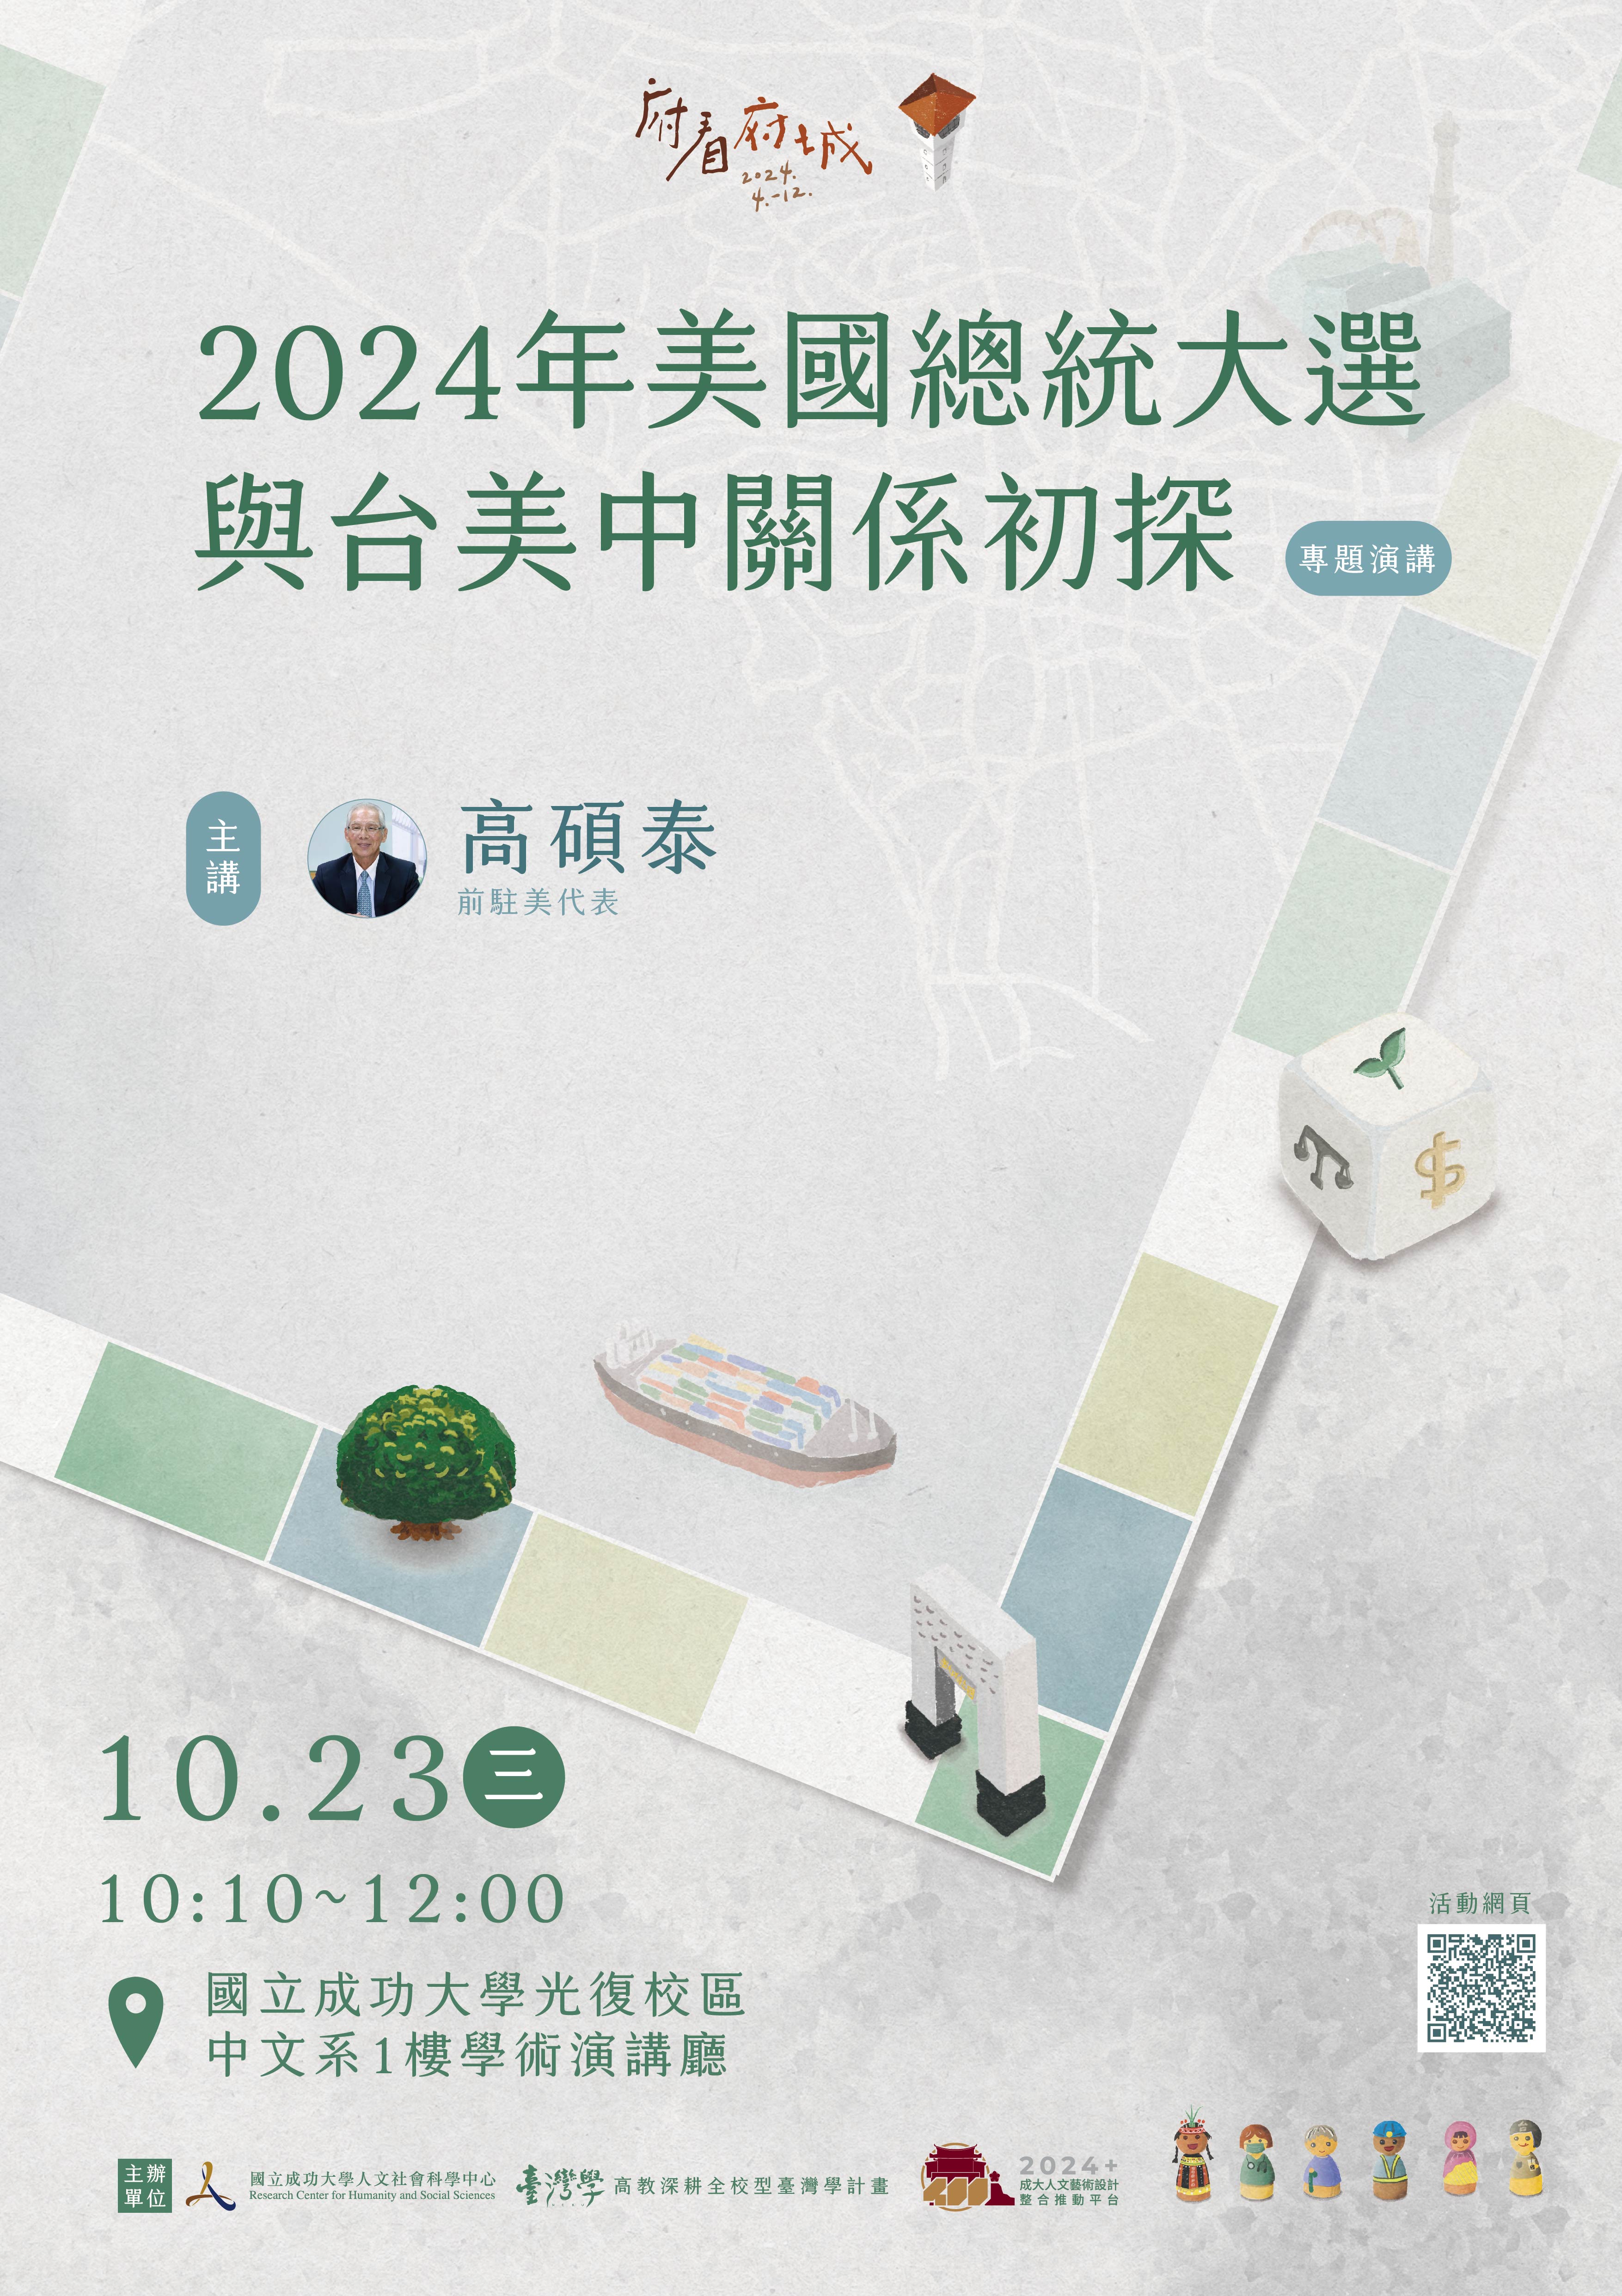 府看府城
2024.
4.-12.
2024年美國總統大選
與台美中關係初探
專題演講
主講
高碩泰
前駐美代表
$
10.23 三
10:10~12:00
國立成功大學光復校區
中文系1樓學術演講廳
活動網頁
主辦
單位
國立成功大學人文社會科學中心
Research Center for Humanity and Social Sciences
臺灣學
高教深耕全校型臺灣學計畫
200
2024+
成大人文藝術設計
整合推動平台